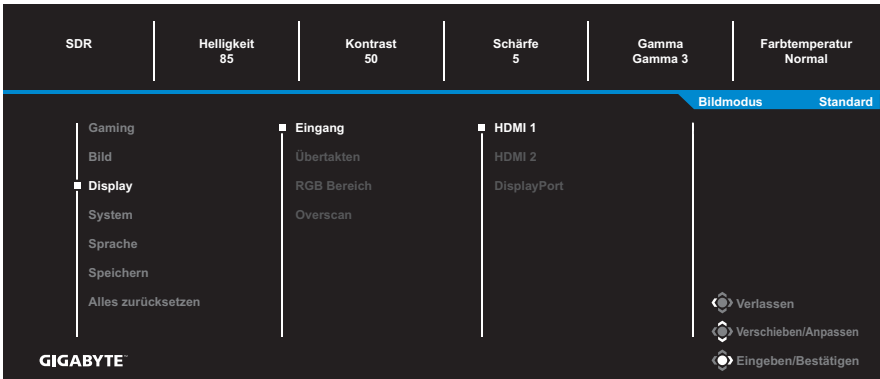 SDR
Helligkeit
85
Kontrast
50
Schärfe
5
Gamma
Gamma 3
Farbtemperatur
Normal
Bildmodus Standard
Gaming
Bild
Display
System
Sprache
Speichern
Alles zurücksetzen
Eingang
Übertakten
RGB Bereich
Overscan
HDMI 1
HDMI 2
DisplayPort
Verlassen
Verschieben/Anpassen
Eingeben/Bestätigen
GIGABYTE™